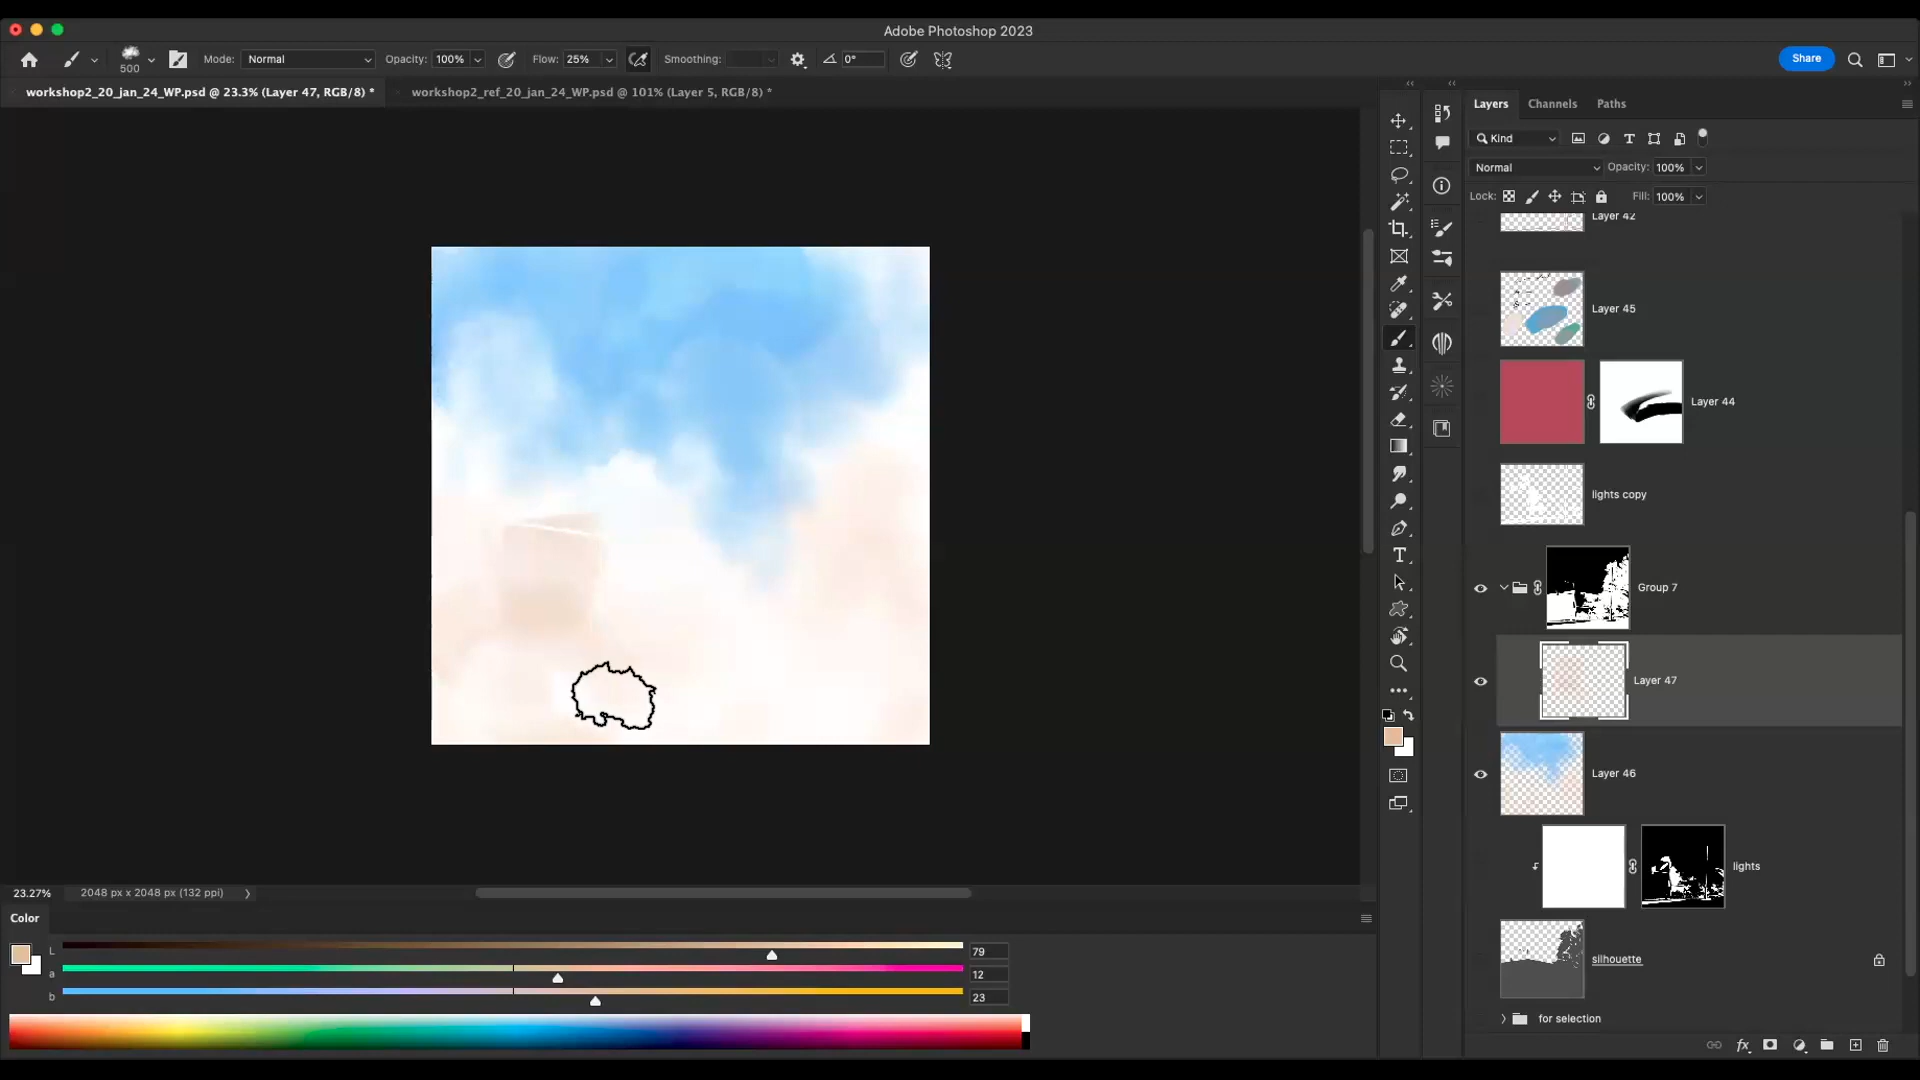 Adobe Photoshop 2023
500
Mode: Normal
Opacity: 100%
Flow: 25%
Smoothing:
0°
Share
workshop2_20_jan_24_WP.psd @ 23.3% (Layer 47, RGB/8) *
workshop2_ref_20_jan_24_WP.psd @ 101% (Layer 5, RGB/8) *
Layers
Channels
Paths
Kind
Normal
Opacity: 100%
Lock:
Fill: 100%
Layer 42
Layer 45
Layer 44
lights copy
Group 7
Layer 47
Layer 46
lights
silhouette
for selection
fx
23.27%
2048 px x 2048 px (132 ppi)
Color
L
79
a
12
b
23